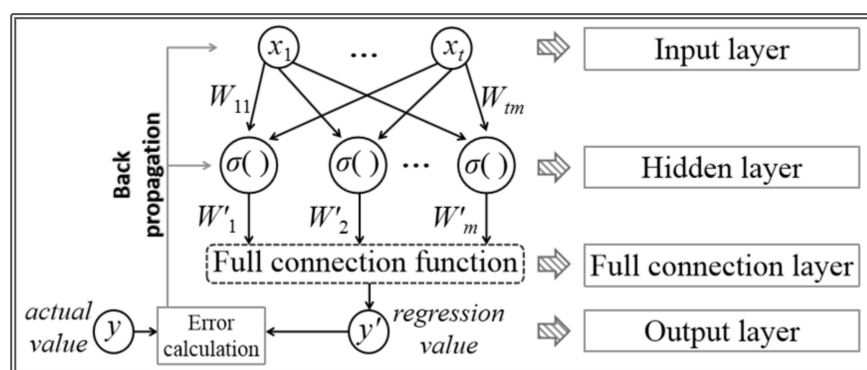 x₁ ... xₜ Input layer
W₁₁ Wₜₘ
Back propagation
σ( ) σ( ) ... σ( ) Hidden layer
W'₁ W'₂ W'ₘ
Full connection function Full connection layer
actual value y Error calculation y' regression value Output layer